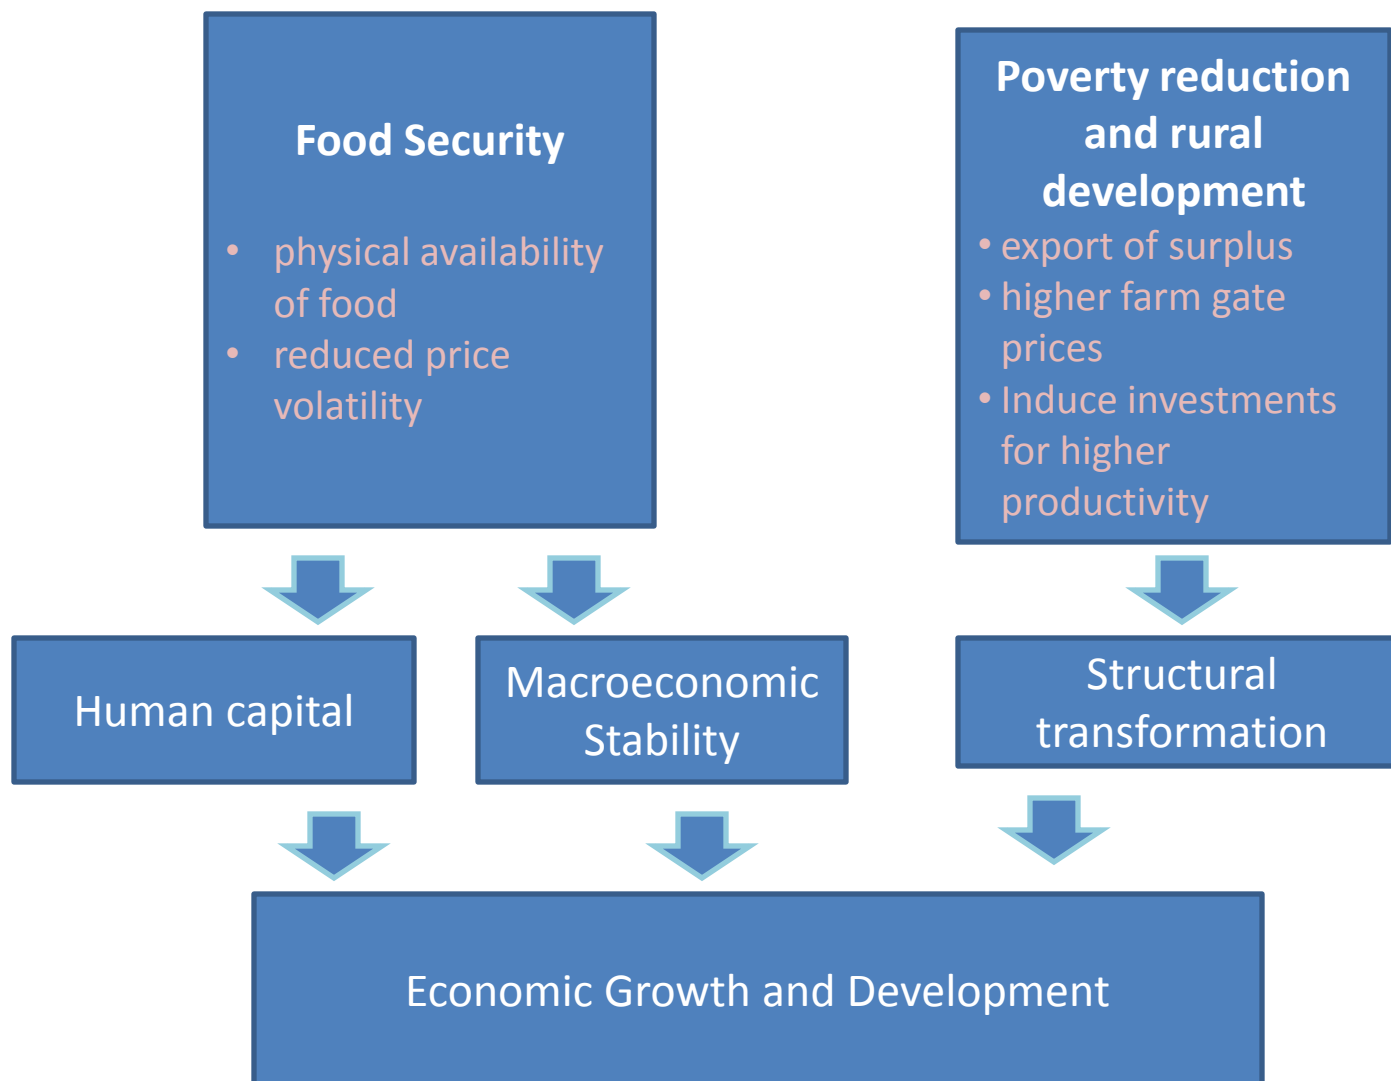 Food Security
• physical availability
of food
• reduced price
volatility
Poverty reduction
and rural
development
• export of surplus
• higher farm gate
prices
• Induce investments
for higher
productivity
Human capital
Macroeconomic
Stability
Structural
transformation
Economic Growth and Development